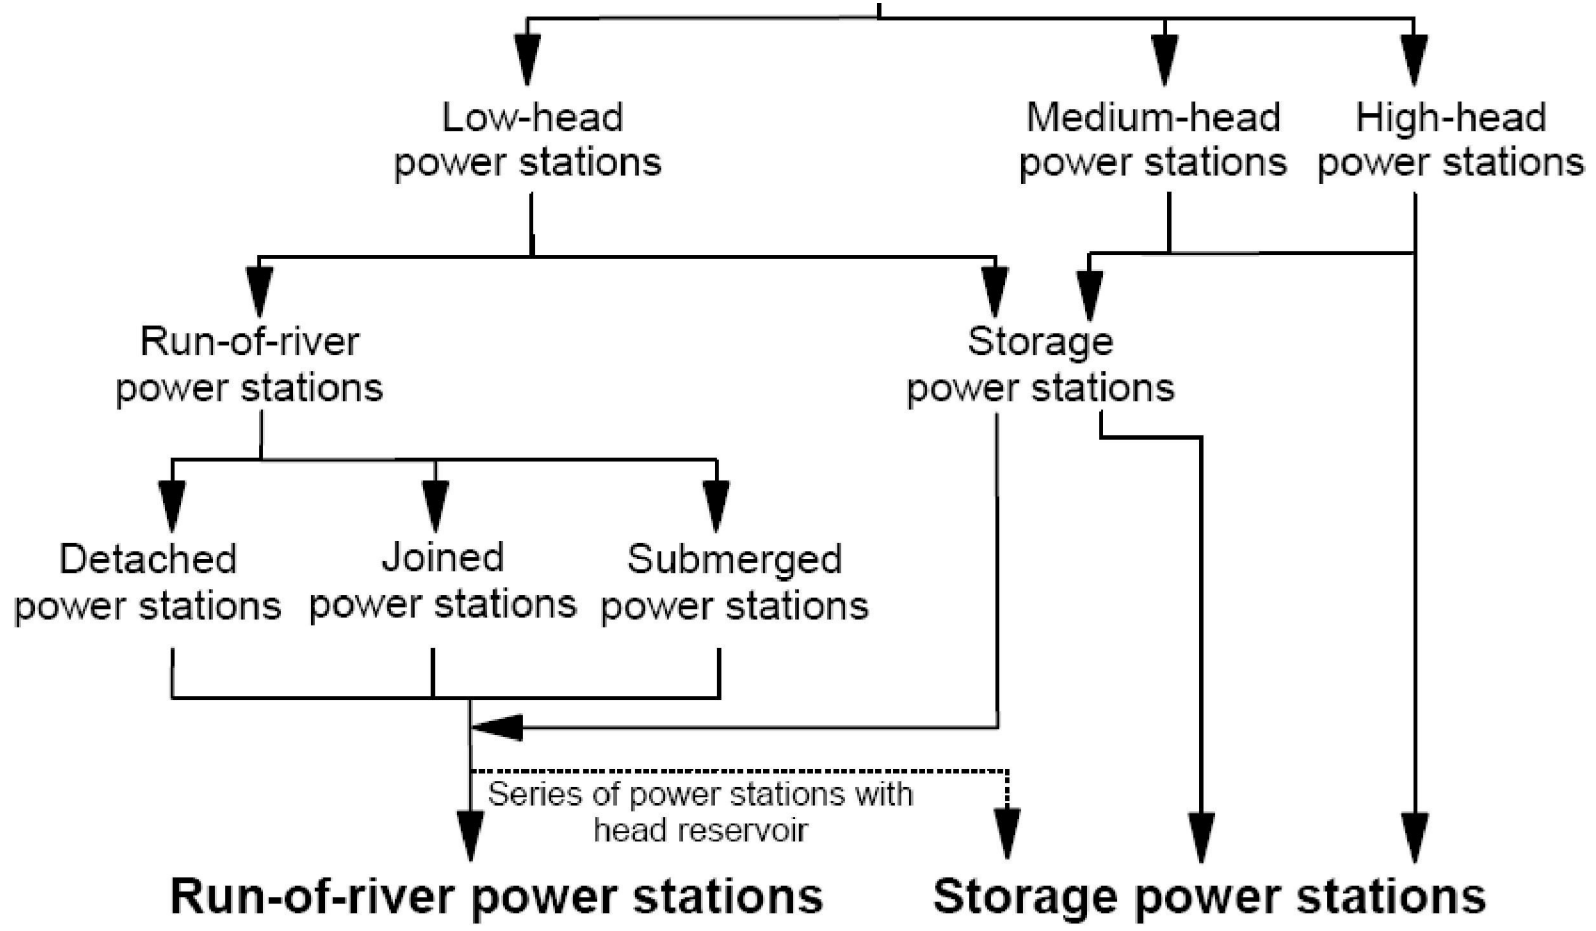 Low-head
power stations
Medium-head
power stations
High-head
power stations
Run-of-river
power stations
Storage
power stations
Detached
power stations
Joined
power stations
Submerged
power stations
Series of power stations with
head reservoir
Run-of-river power stations
Storage power stations